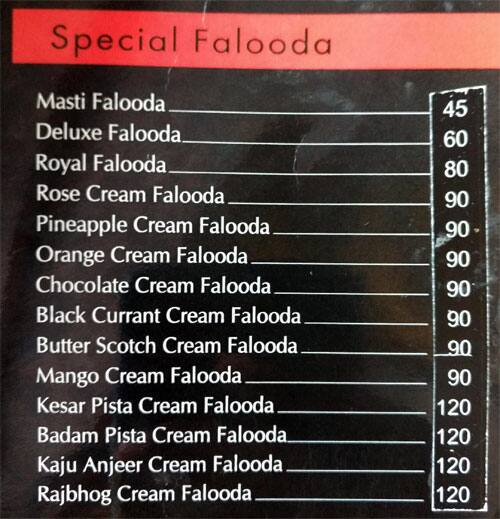 Special Falooda
Masti Falooda 45
Deluxe Falooda 60
Royal Falooda 80
Rose Cream Falooda 90
Pineapple Cream Falooda 90
Orange Cream Falooda 90
Chocolate Cream Falooda 90
Black Currant Cream Falooda 90
Butter Scotch Cream Falooda 90
Mango Cream Falooda 90
Kesar Pista Cream Falooda 120
Badam Pista Cream Falooda 120
Kaju Anjeer Cream Falooda 120
Rajbhog Cream Falooda 120